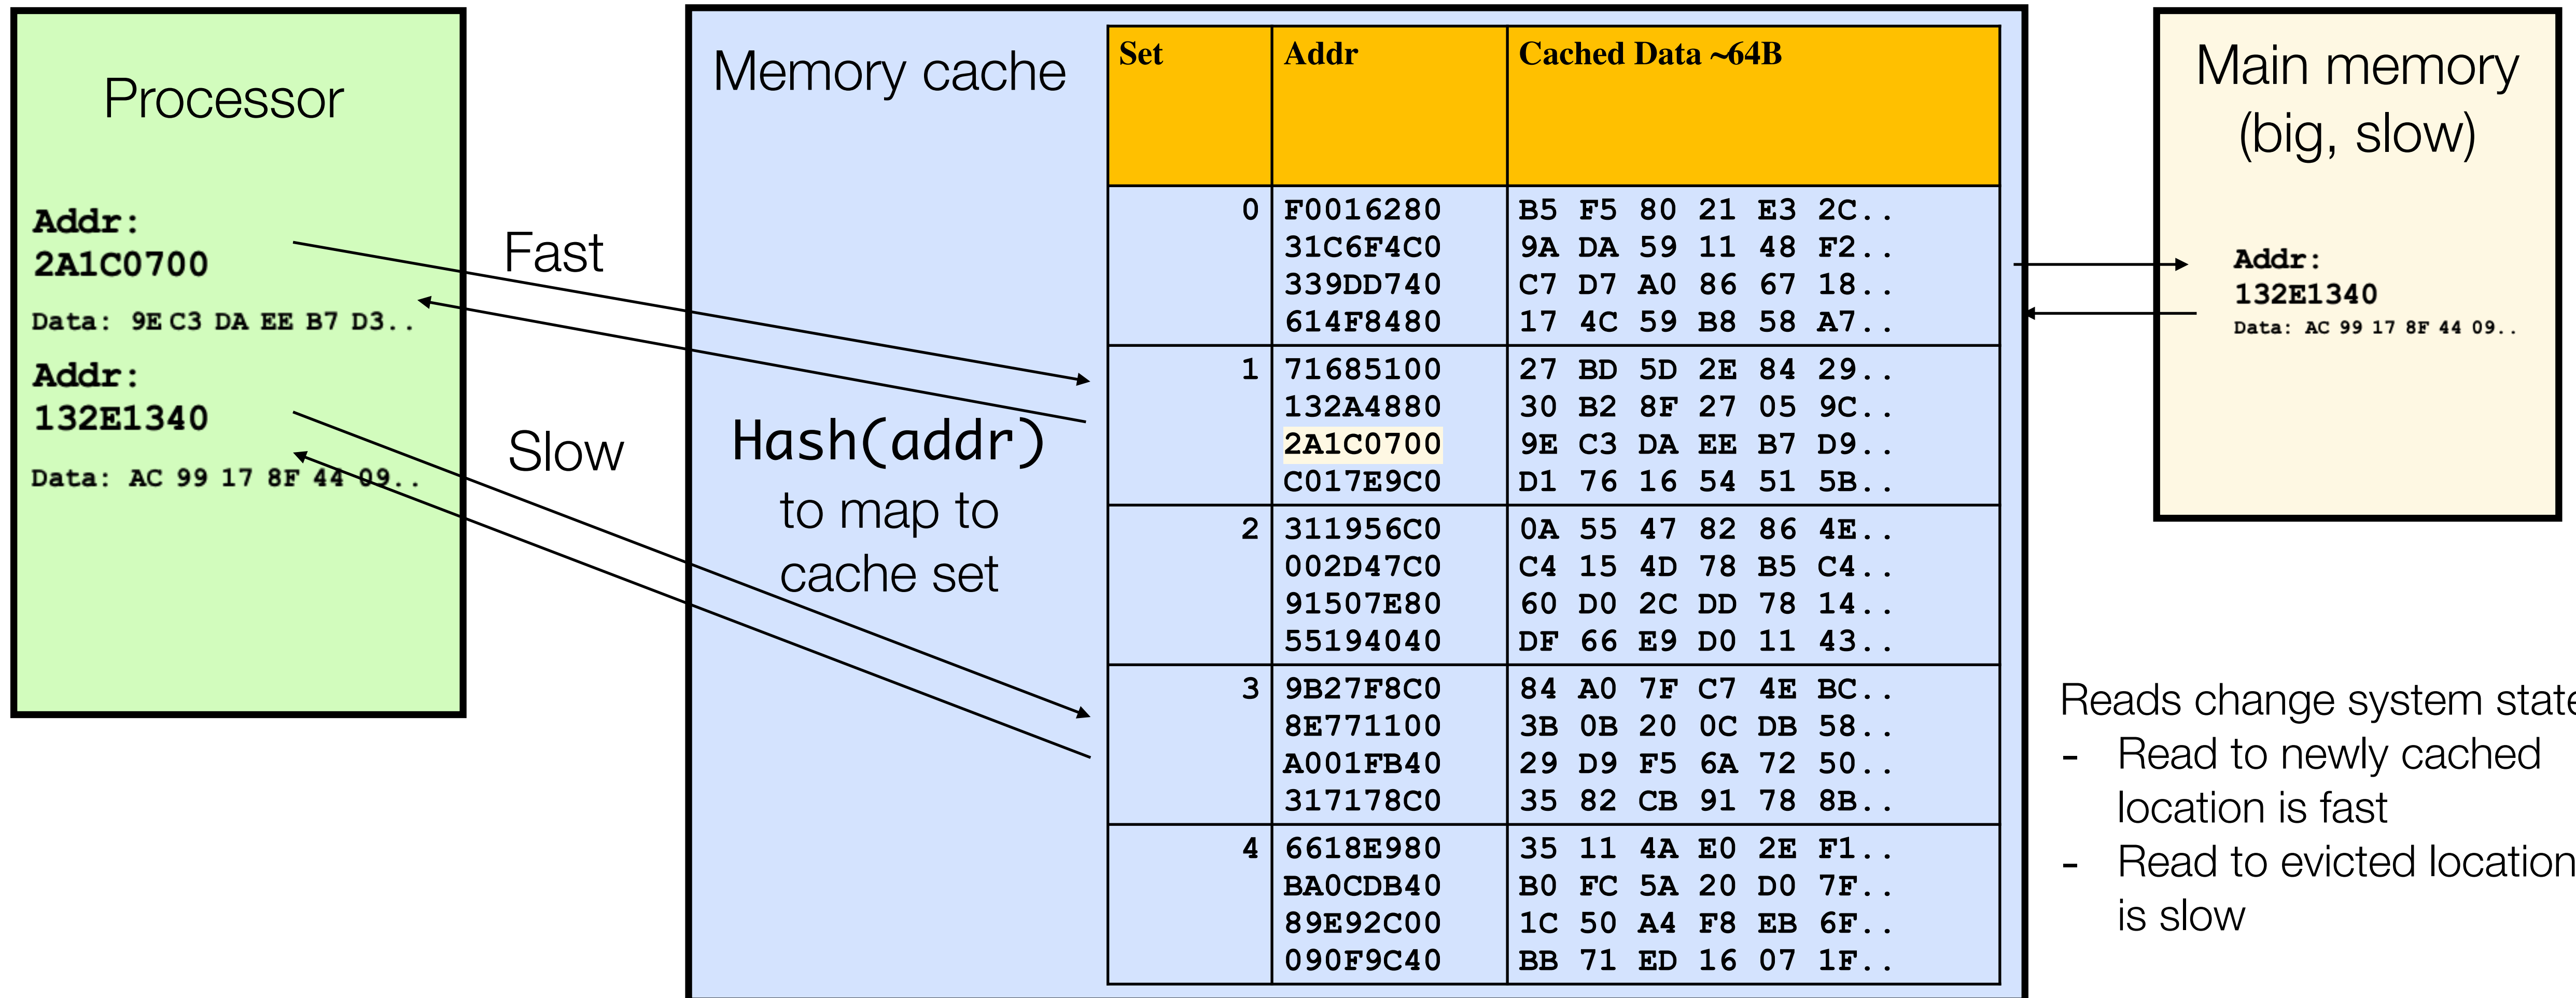 Processor
Addr:
2A1C0700
Data: 9E C3 DA EE B7 D3..
Addr:
132E1340
Data: AC 99 17 8F 44 09..
Fast
Slow
Memory cache
Hash(addr)
to map to
cache set
Set Addr Cached Data ~64B
0 F0016280 B5 F5 80 21 E3 2C..
31C6F4C0 9A DA 59 11 48 F2..
339DD740 C7 D7 A0 86 67 18..
614F8480 17 4C 59 B8 58 A7..
1 71685100 27 BD 5D 2E 84 29..
132A4880 30 B2 8F 27 05 9C..
2A1C0700 9E C3 DA EE B7 D9..
C017E9C0 D1 76 16 54 51 5B..
2 311956C0 0A 55 47 82 86 4E..
002D47C0 C4 15 4D 78 B5 C4..
91507E80 60 D0 2C DD 78 14..
55194040 DF 66 E9 D0 11 43..
3 9B27F8C0 84 A0 7F C7 4E BC..
8E771100 3B 0B 20 0C DB 58..
A001FB40 29 D9 F5 6A 72 50..
317178C0 35 82 CB 91 78 8B..
4 6618E980 35 11 4A E0 2E F1..
BA0CDB40 B0 FC 5A 20 D0 7F..
89E92C00 1C 50 A4 F8 EB 6F..
090F9C40 BB 71 ED 16 07 1F..
Main memory
(big, slow)
Addr:
132E1340
Data: AC 99 17 8F 44 09..
Reads change system state
- Read to newly cached
location is fast
- Read to evicted location
is slow